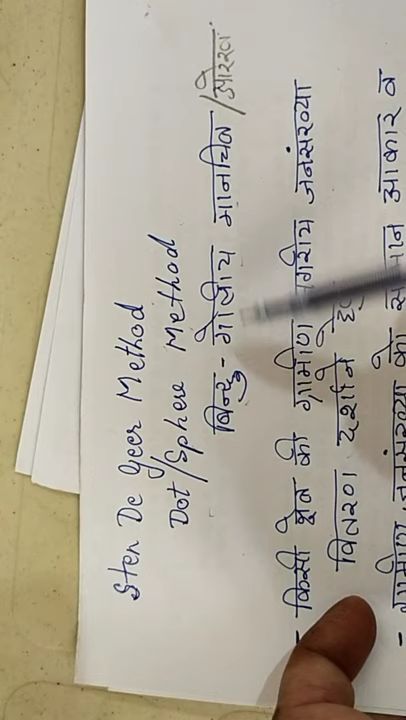 Sten De Geer Method
Dot/Sphere Method
बिन्दु - गोलीय मानचित्र /आरेख
- किसी क्षेत्र की ग्रामीण नगरीय जनसंख्या
वितरण दर्शाने हेतु
- ग्रामीण जनसंख्या को समान आकार व